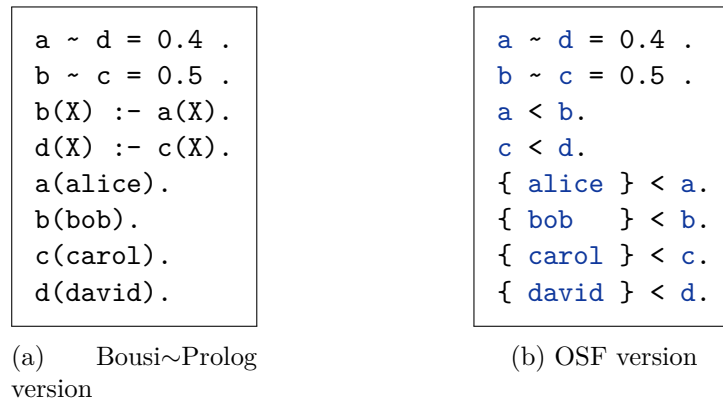 a ~ d = 0.4 .
b ~ c = 0.5 .
b(X) :- a(X).
d(X) :- c(X).
a(alice).
b(bob).
c(carol).
d(david).
(a) Bousi∼Prolog
version
a ~ d = 0.4 .
b ~ c = 0.5 .
a < b.
c < d.
{ alice } < a.
{ bob   } < b.
{ carol } < c.
{ david } < d.
(b) OSF version